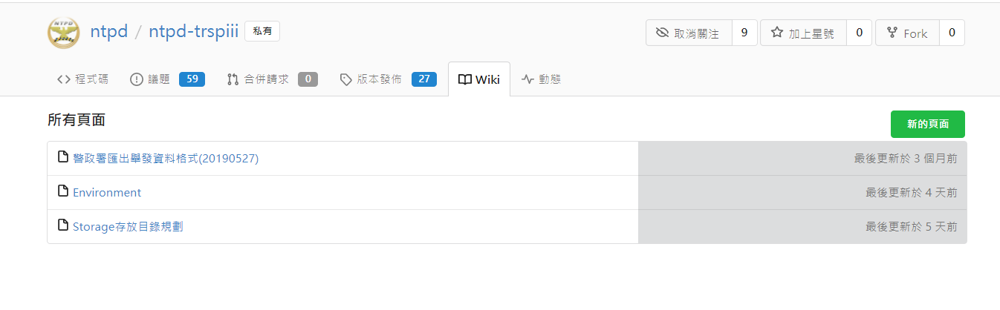 NTPD
ntpd / ntpd-trspiii 私有
取消關注 9 加上星號 0 Fork 0
程式碼 議題 59 合併請求 0 版本發佈 27 Wiki 動態
所有頁面 新的頁面
警政署匯出舉發資料格式(20190527) 最後更新於 3 個月前
Environment 最後更新於 4 天前
Storage存放目錄規劃 最後更新於 5 天前